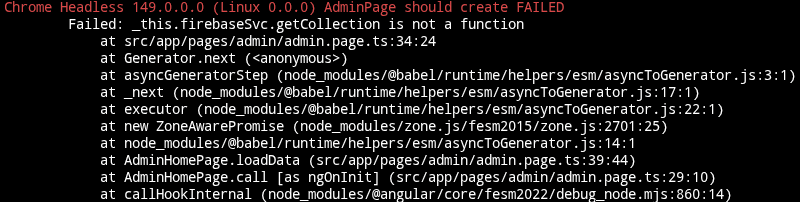 Chrome Headless 149.0.0.0 (Linux 0.0.0) AdminPage should create FAILED
Failed: _this.firebaseSvc.getCollection is not a function
at src/app/pages/admin/admin.page.ts:34:24
at Generator.next (<anonymous>)
at asyncGeneratorStep (node_modules/@babel/runtime/helpers/esm/asyncToGenerator.js:3:1)
at _next (node_modules/@babel/runtime/helpers/esm/asyncToGenerator.js:17:1)
at executor (node_modules/@babel/runtime/helpers/esm/asyncToGenerator.js:22:1)
at new ZoneAwarePromise (node_modules/zone.js/fesm2015/zone.js:2701:25)
at node_modules/@babel/runtime/helpers/esm/asyncToGenerator.js:14:1
at AdminHomePage.loadData (src/app/pages/admin/admin.page.ts:39:44)
at AdminHomePage.call [as ngOnInit] (src/app/pages/admin/admin.page.ts:29:10)
at callHookInternal (node_modules/@angular/core/fesm2022/debug_node.mjs:860:14)